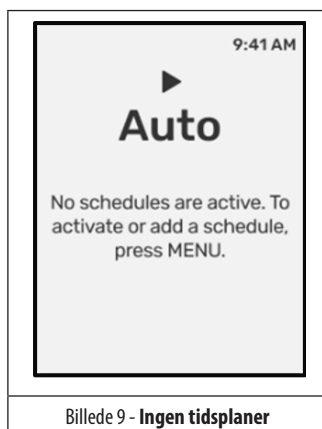 9:41 AM
Auto
No schedules are active. To
activate or add a schedule,
press MENU.
Billede 9 - Ingen tidsplaner